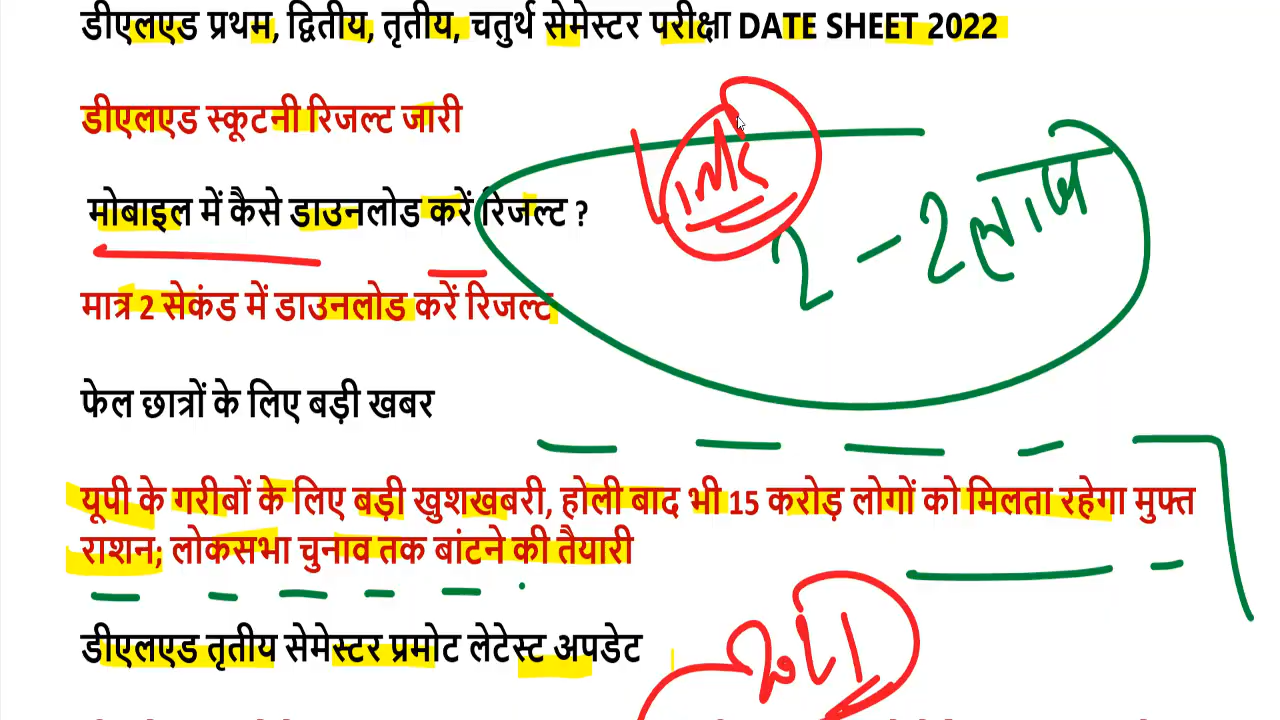 डीएलएड प्रथम, द्वितीय, तृतीय, चतुर्थ सेमेस्टर परीक्षा DATE SHEET 2022
डीएलएड स्कूटनी रिजल्ट जारी
मोबाइल में कैसे डाउनलोड करें रिजल्ट ?
मात्र 2 सेकंड में डाउनलोड करें रिजल्ट
2 - 2
फेल छात्रों के लिए बड़ी खबर
यूपी के गरीबों के लिए बड़ी खुशखबरी, होली बाद भी 15 करोड़ लोगों को मिलता रहेगा मुफ्त
राशन; लोकसभा चुनाव तक बांटने की तैयारी
डीएलएड तृतीय सेमेस्टर प्रमोट लेटेस्ट अपडेट